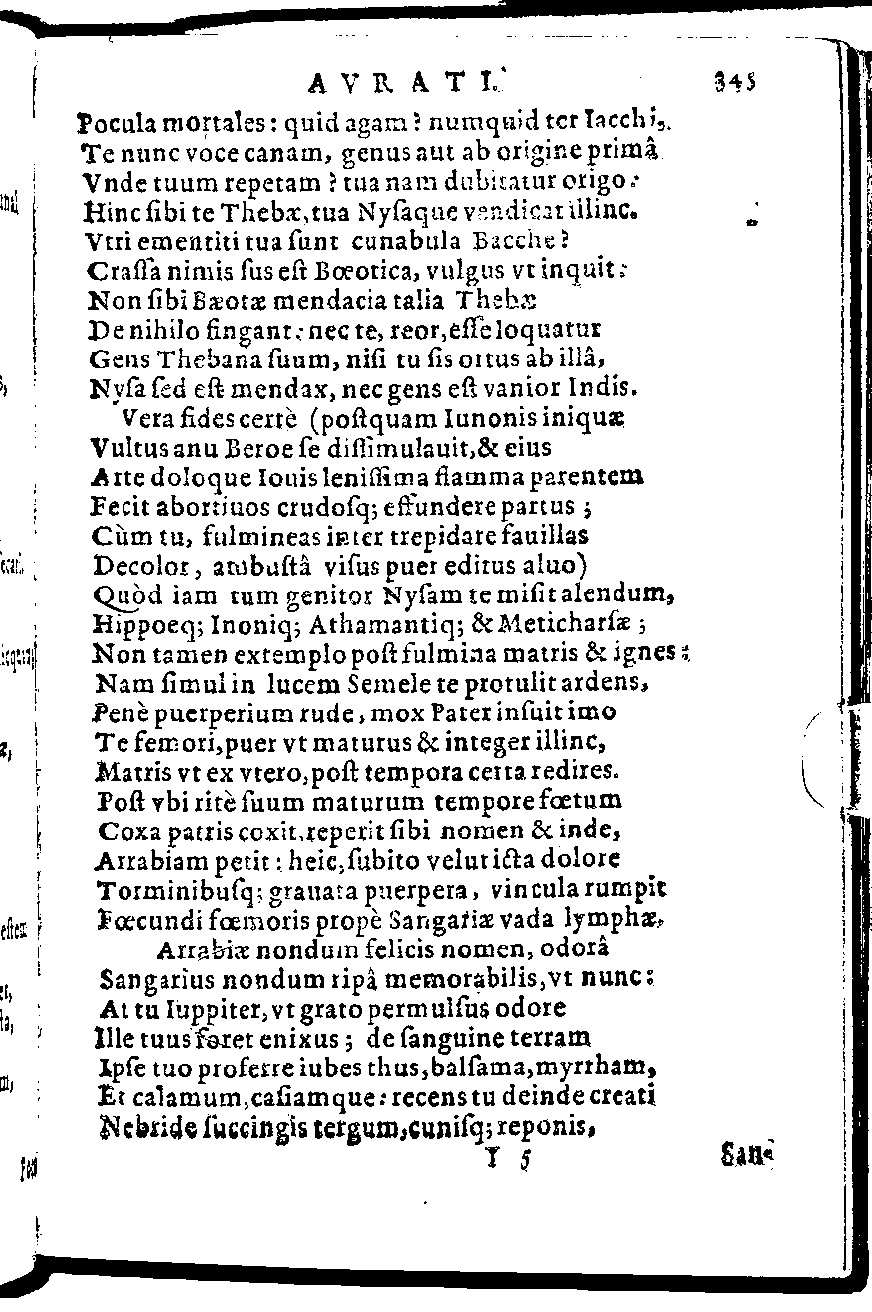 AVRATI. 345
Pocula mortales: quid agam? numquid ter Iacchi,
Te nunc voce canam, genus aut ab origine primâ
Vnde tuum repetam? tua nam dubitatur origo:
Hinc ſibi te Thebæ, tua Nyſaque vendicat illinc.
Vtri ementiti tua ſunt cunabula Bacche?
Craſſa nimis ſus eſt Bœotica, vulgus vt inquit:
Non ſibi Bæotæ mendacia talia Thebæ
De nihilo fingant: nec te, reor, eſſe loquatur
Gens Thebana ſuum, niſi tu ſis ortus ab illâ,
Nyſa ſed eſt mendax, nec gens eſt vanior Indis.
Vera fides certè (poſtquam Iunonis iniquæ
Vultus anu Beroe ſe diſſimulauit, & eius
Arte doloque Iouis leniſſima flamma parentem
Fecit abortiuos crudoſq; effundere partus;
Cùm tu, fulmineas inter trepidare fauillas
Decolor, ambuſtâ viſus puer editus aluo)
Quòd iam tum genitor Nyſam te miſit alendum,
Hippoeq; Inoniq; Athamantiq; & Meticharſæ;
Non tamen extemplo poſt fulmina matris & ignes:
Nam ſimul in lucem Semele te protulit ardens,
Penè puerperium rude, mox Pater inſuit imo
Te femori, puer vt maturus & integer illinc,
Matris vt ex vtero, poſt tempora certa redires.
Poſt vbi ritè ſuum maturum tempore fœtum
Coxa patris coxit, reperit ſibi nomen & inde,
Arrabiam petit: heic, ſubito velut icta dolore
Torminibuſq; grauata puerpera, vincula rumpit
Fœcundi fœmoris propè Sangariæ vada lymphæ,
Arrabiæ nondum felicis nomen, odorâ
Sangarius nondum ripâ memorabilis, vt nunc:
At tu Iuppiter, vt grato permulſus odore
Ille tuus foret enixus; de ſanguine terram
Ipſe tuo proferre iubes thus, balſama, myrrham,
Et calamum, caſiamque: recens tu deinde creati
Nebride ſuccingis tergum, cuniſq; reponis,
I 5 San-